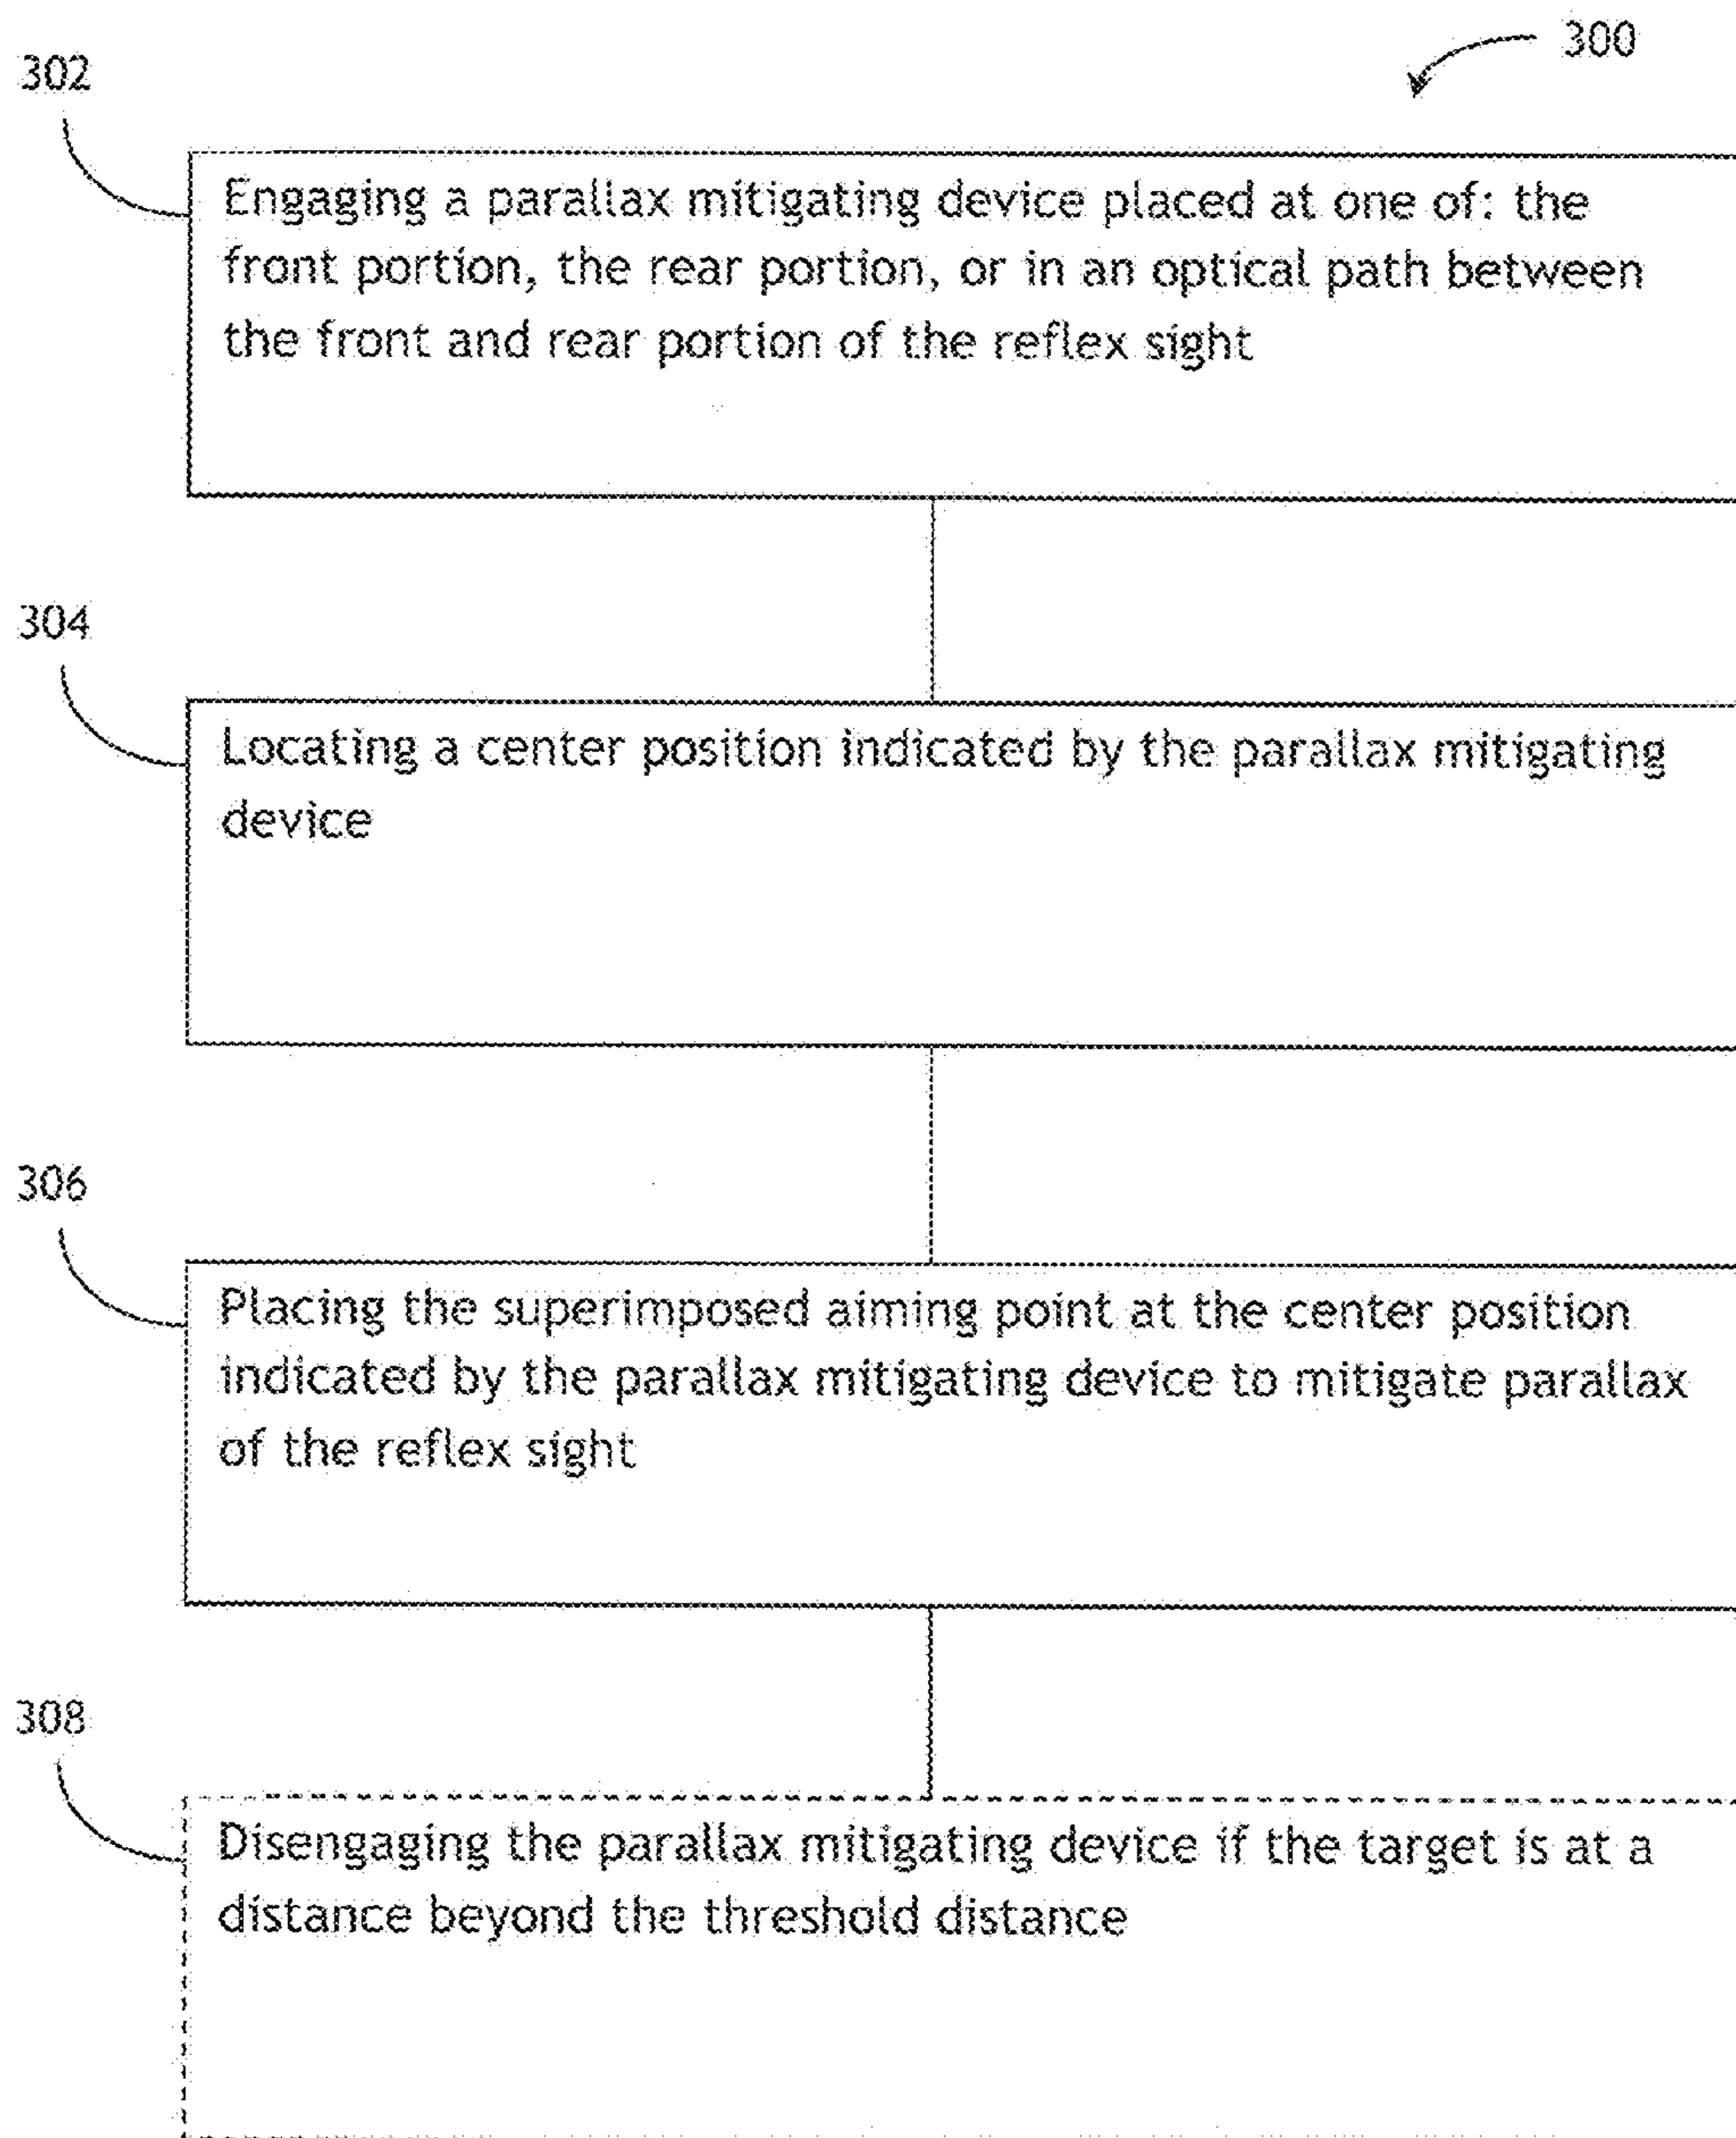 300
302
Engaging a parallax mitigating device placed at one of: the
front portion, the rear portion, or in an optical path between
the front and rear portion of the reflex sight
304
Locating a center position indicated by the parallax mitigating
device
306
Placing the superimposed aiming point at the center position
indicated by the parallax mitigating device to mitigate parallax
of the reflex sight
308
Disengaging the parallax mitigating device if the target is at a
distance beyond the threshold distance